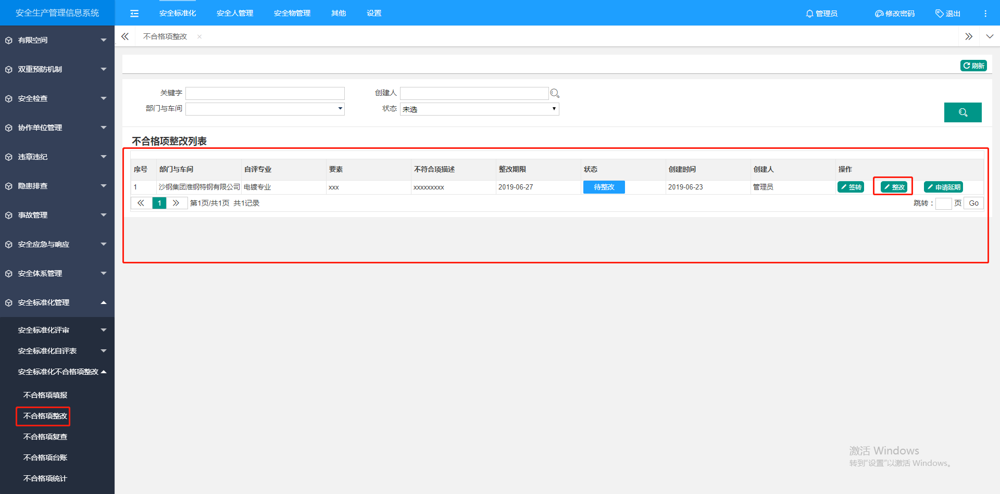 安全生产管理信息系统
安全标准化 安全人管理 安全物管理 其他 设置
管理员 修改密码 退出
有限空间
双重预防机制
安全检查
协作单位管理
违章违纪
隐患排查
事故管理
安全应急与响应
安全体系管理
安全标准化管理
安全标准化评审
安全标准化自评表
安全标准化不合格项整改
不合格项填报
不合格项整改
不合格项复查
不合格项台账
不合格项统计
不合格项整改 ×
刷新
关键字 创建人
部门与车间 状态 未选
不合格项整改列表
序号 部门与车间 自评专业 要素 不符合项描述 整改期限 状态 创建时间 创建人 操作
1 沙钢集团淮钢特钢有限公司 电镀专业 xxx xxxxxxxxx 2019-06-27 待整改 2019-06-23 管理员 签转 整改 申请延期
1 第1页/共1页 共1记录 跳转： 页 Go
激活 Windows
转到“设置”以激活 Windows。